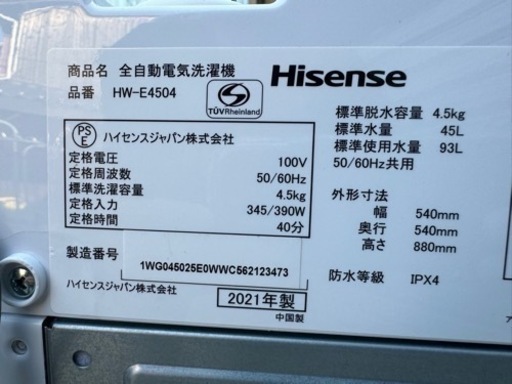 商品名 全自動電気洗濯機
品番 HW-E4504
Hisense
TÜVRheinland
PS
E
ハイセンスジャパン株式会社
定格電圧 100V
定格周波数 50/60Hz
標準洗濯容量 4.5kg
定格入力 345/390W
定格時間 40分
製造番号
1WG045025E0WWC562123473
ハイセンスジャパン株式会社
2021年製
中国製
標準脱水容量 4.5kg
標準水量 45L
標準使用水量 93L
50/60Hz共用
外形寸法
幅 540mm
奥行 540mm
高さ 880mm
防水等級 IPX4